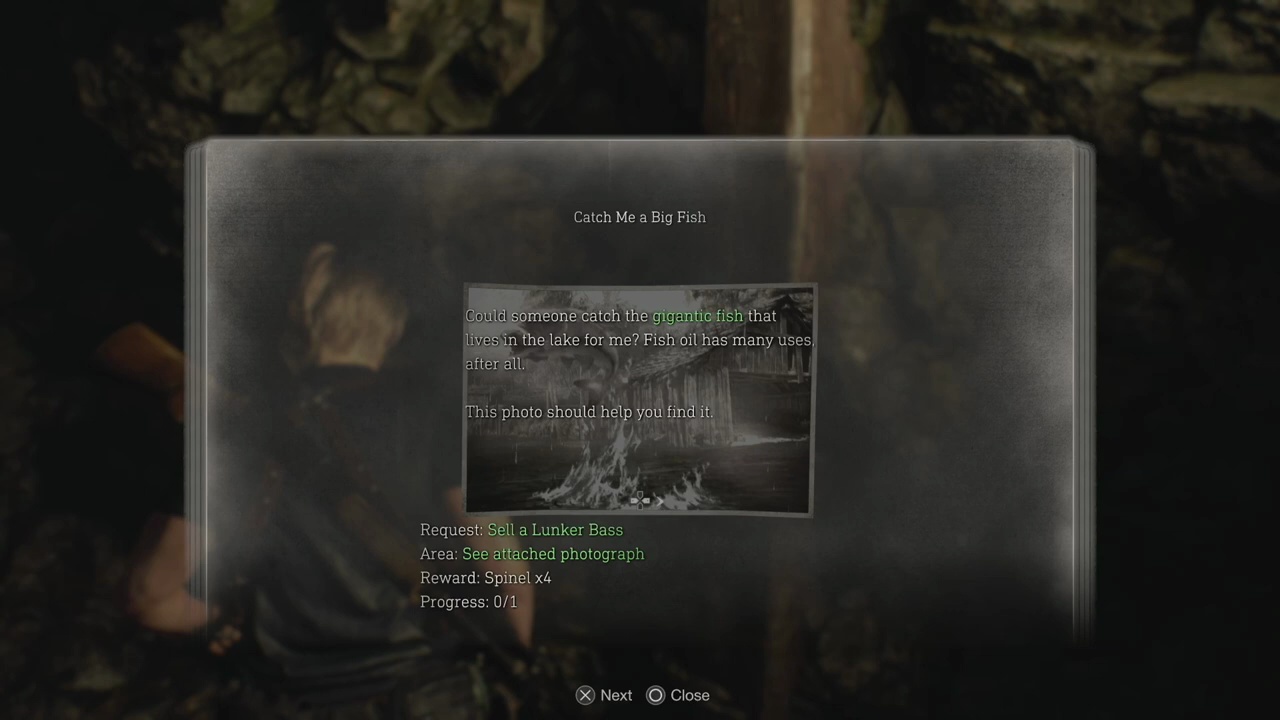 Catch Me a Big Fish
Could someone catch the gigantic fish that
lives in the lake for me? Fish oil has many uses,
after all.
This photo should help you find it.
Request: Sell a Lunker Bass
Area: See attached photograph
Reward: Spinel x4
Progress: 0/1
Next Close